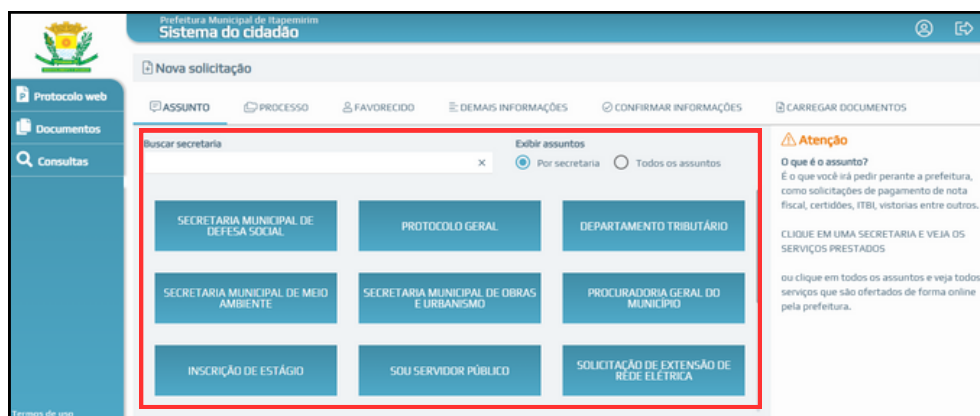 Prefeitura Municipal de Itapemirim
Sistema do cidadão
Protocolo web
Documentos
Consultas
Termos de uso
Nova solicitação
ASSUNTO
PROCESSO
FAVORECIDO
DEMAIS INFORMAÇÕES
CONFIRMAR INFORMAÇÕES
CARREGAR DOCUMENTOS
Buscar secretaria
Exibir assuntos
Por secretaria
Todos os assuntos
SECRETARIA MUNICIPAL DE
DEFESA SOCIAL
PROTOCOLO GERAL
DEPARTAMENTO TRIBUTÁRIO
SECRETARIA MUNICIPAL DE MEIO
AMBIENTE
SECRETARIA MUNICIPAL DE OBRAS
E URBANISMO
PROCURADORIA GERAL DO
MUNICÍPIO
INSCRIÇÃO DE ESTÁGIO
SOU SERVIDOR PÚBLICO
SOLICITAÇÃO DE EXTENSÃO DE
REDE ELÉTRICA
Atenção
O que é o assunto?
É o que você irá pedir perante a prefeitura,
como solicitações de pagamento de nota
fiscal, certidões, ITBI, vistorias entre outros.
CLIQUE EM UMA SECRETARIA E VEJA OS
SERVIÇOS PRESTADOS
ou clique em todos os assuntos e veja todos
serviços que são ofertados de forma online
pela prefeitura.